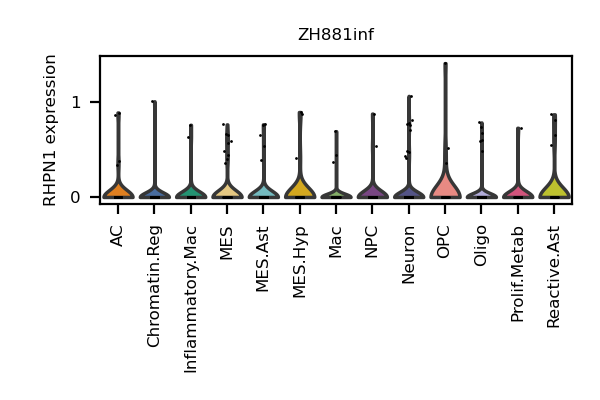 ZH881inf
RHPN1 expression
1
0
AC
Chromatin.Reg
Inflammatory.Mac
MES
MES.Ast
MES.Hyp
Mac
NPC
Neuron
OPC
Oligo
Prolif.Metab
Reactive.Ast